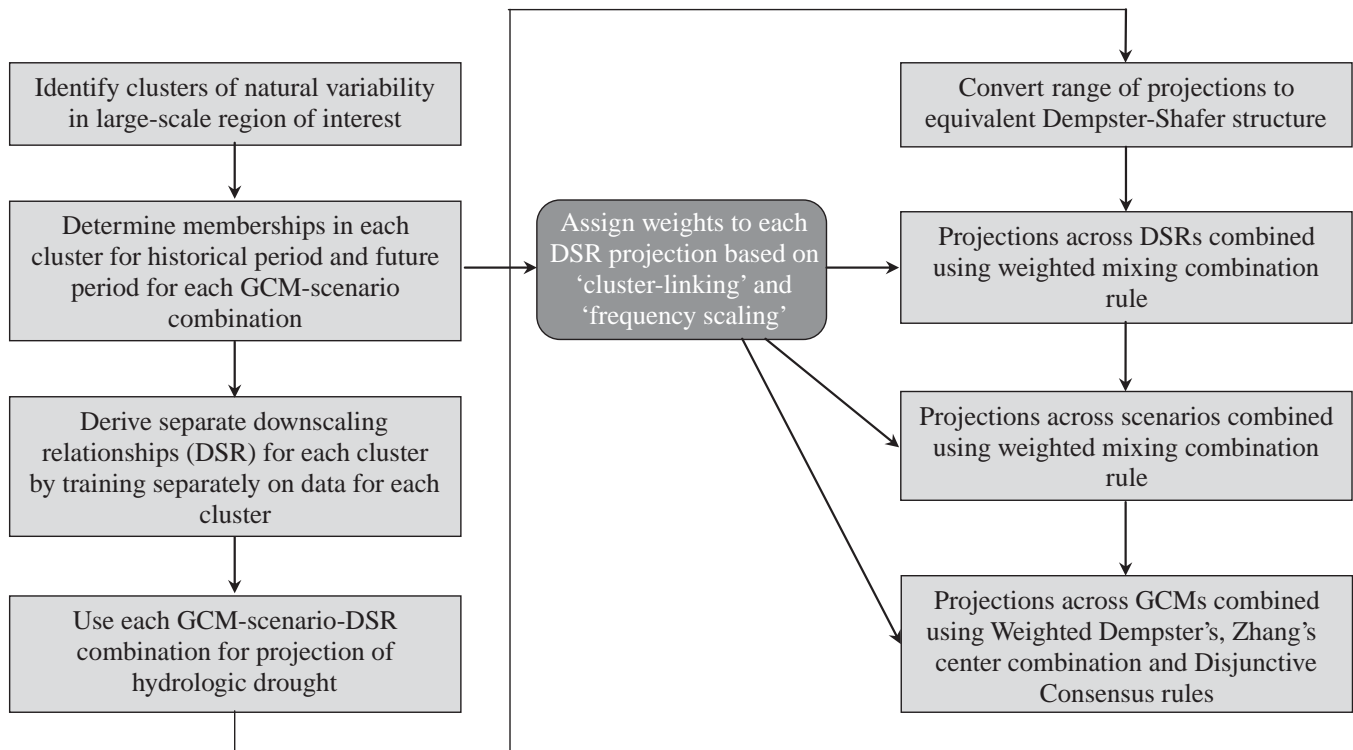 Identify clusters of natural variability
in large-scale region of interest
Determine memberships in each
cluster for historical period and future
period for each GCM-scenario
combination
Derive separate downscaling
relationships (DSR) for each cluster
by training separately on data for each
cluster
Use each GCM-scenario-DSR
combination for projection of
hydrologic drought
Assign weights to each
DSR projection based on
‘cluster-linking’ and
‘frequency scaling’
Convert range of projections to
equivalent Dempster-Shafer structure
Projections across DSRs combined
using weighted mixing combination
rule
Projections across scenarios combined
using weighted mixing combination
rule
Projections across GCMs combined
using Weighted Dempster’s, Zhang’s
center combination and Disjunctive
Consensus rules